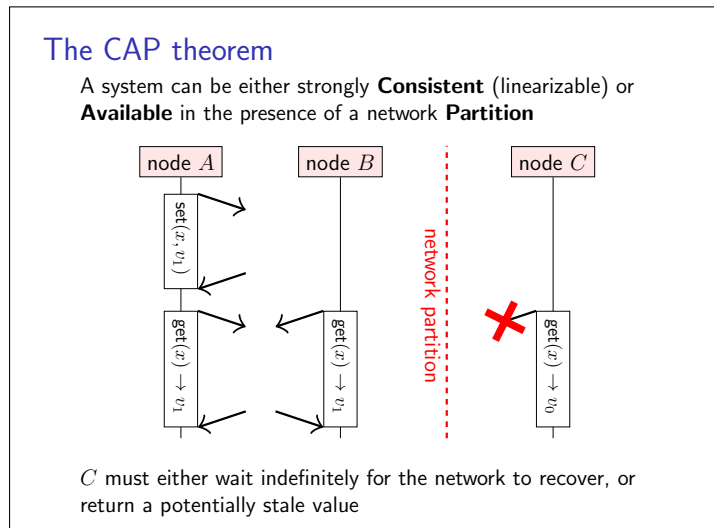 The CAP theorem
A system can be either strongly Consistent (linearizable) or
Available in the presence of a network Partition
node A
node B
node C
set(x, v₁)
network partition
get(x) → v₁
get(x) → v₁
get(x) → v₀
C must either wait indefinitely for the network to recover, or
return a potentially stale value